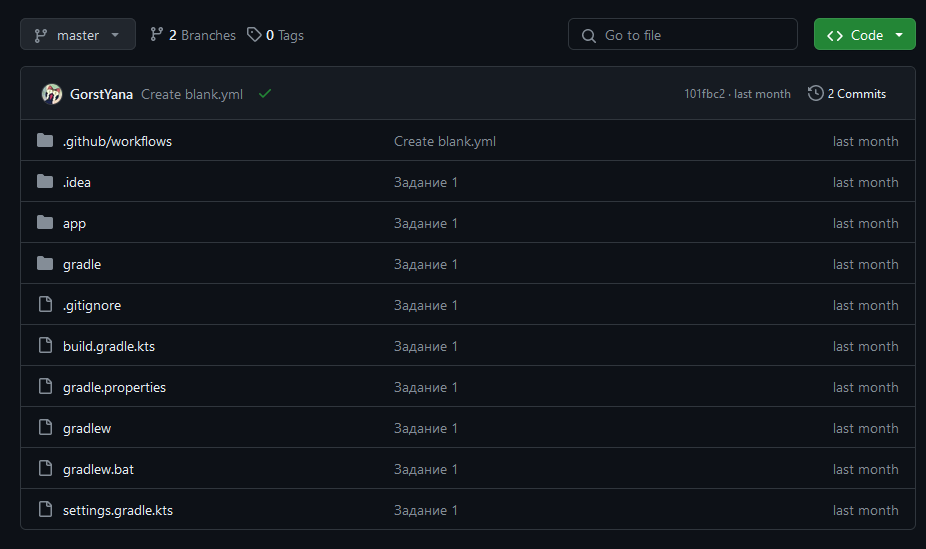 master 2 Branches 0 Tags Go to file Code
GorstYana Create blank.yml 101fbc2 · last month 2 Commits
.github/workflows Create blank.yml last month
.idea Задание 1 last month
app Задание 1 last month
gradle Задание 1 last month
.gitignore Задание 1 last month
build.gradle.kts Задание 1 last month
gradle.properties Задание 1 last month
gradlew Задание 1 last month
gradlew.bat Задание 1 last month
settings.gradle.kts Задание 1 last month